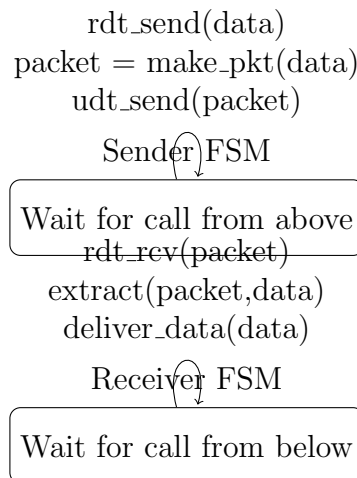 rdt_send(data)
packet = make_pkt(data)
udt_send(packet)
Sender FSM
Wait for call from above
rdt_rcv(packet)
extract(packet,data)
deliver_data(data)
Receiver FSM
Wait for call from below